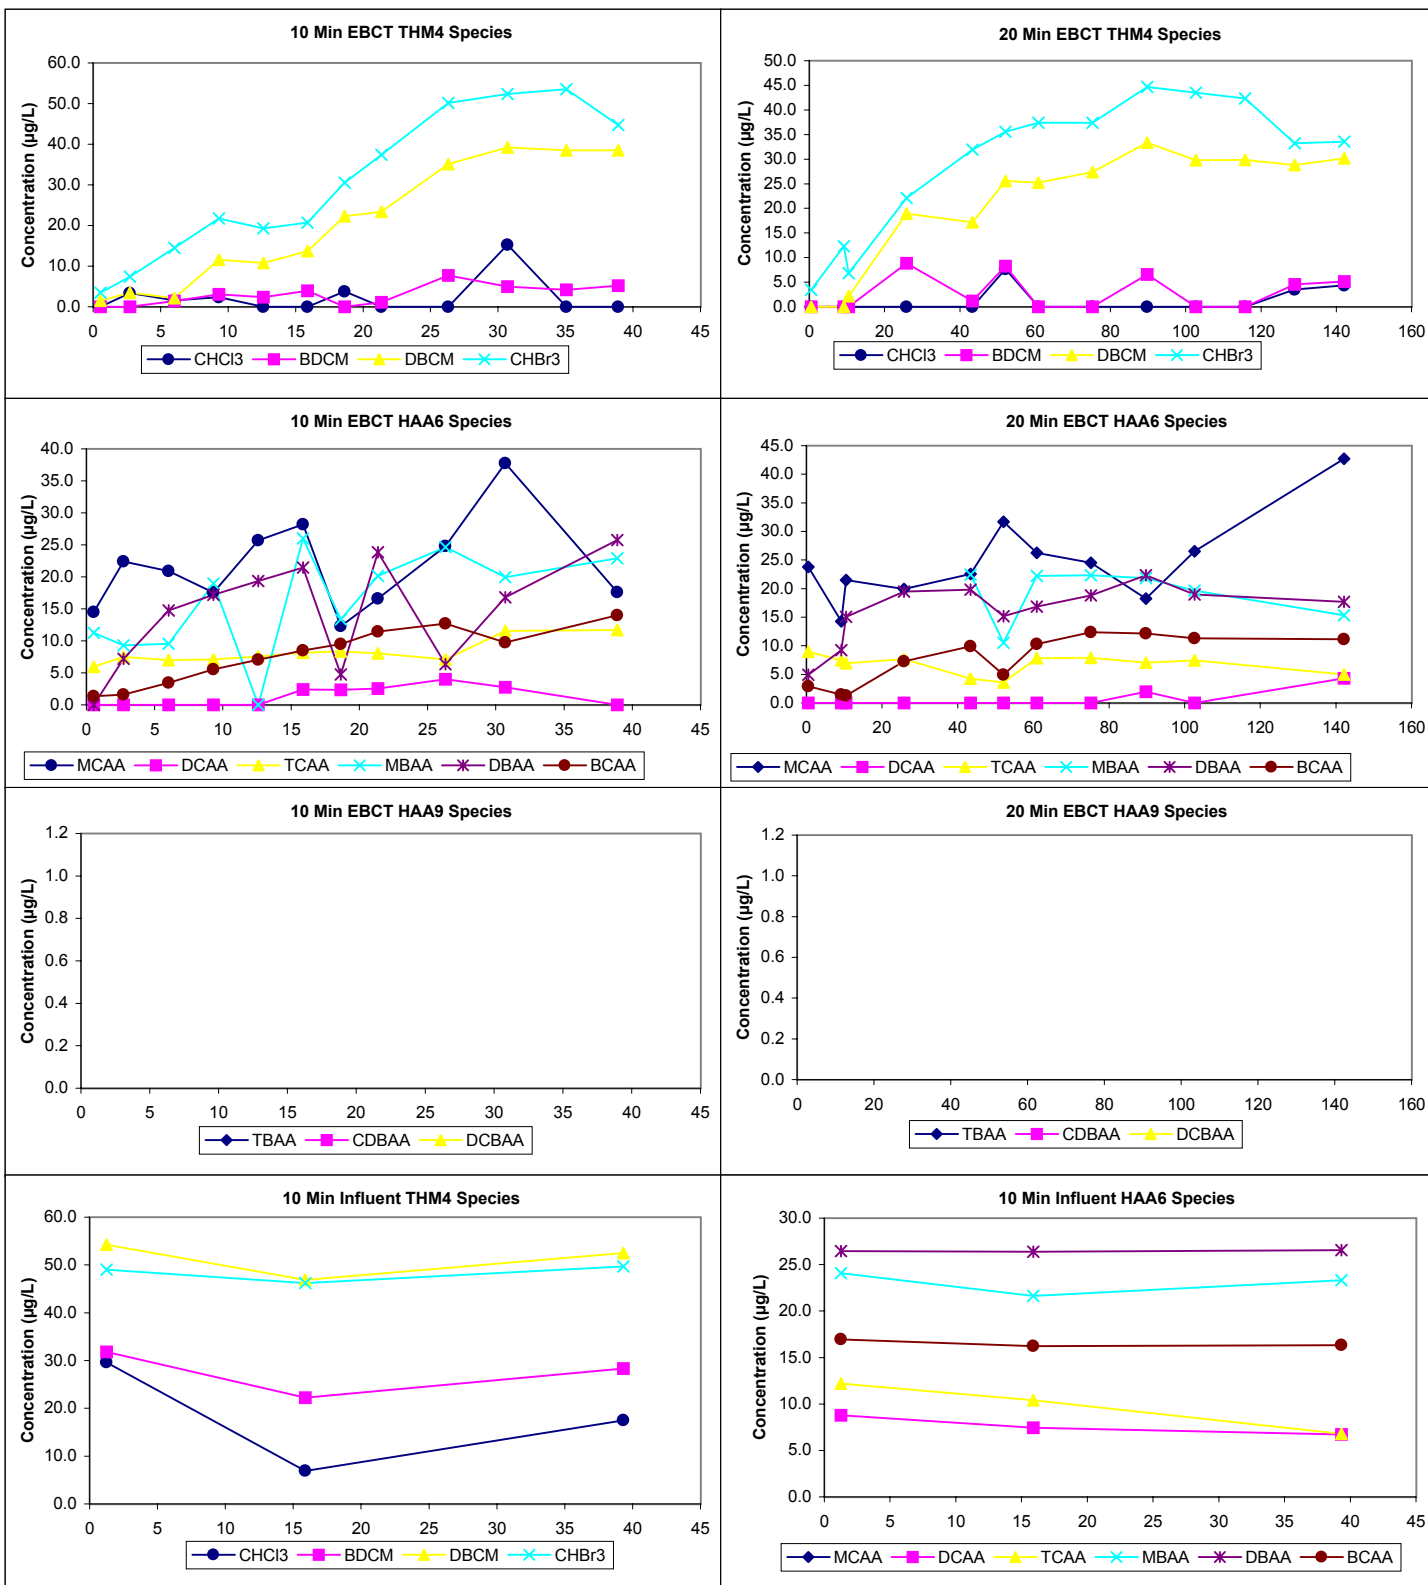 10 Min EBCT THM4 Species
Concentration (µg/L)
60.0
50.0
40.0
30.0
20.0
10.0
0.0
0 5 10 15 20 25 30 35 40 45
CHCl3 BDCM DBCM CHBr3
20 Min EBCT THM4 Species
Concentration (µg/L)
50.0
45.0
40.0
35.0
30.0
25.0
20.0
15.0
10.0
5.0
0.0
0 20 40 60 80 100 120 140 160
CHCl3 BDCM DBCM CHBr3
10 Min EBCT HAA6 Species
Concentration (µg/L)
40.0
35.0
30.0
25.0
20.0
15.0
10.0
5.0
0.0
0 5 10 15 20 25 30 35 40 45
MCAA DCAA TCAA MBAA DBAA BCAA
20 Min EBCT HAA6 Species
Concentration (µg/L)
45.0
40.0
35.0
30.0
25.0
20.0
15.0
10.0
5.0
0.0
0 20 40 60 80 100 120 140 160
MCAA DCAA TCAA MBAA DBAA BCAA
10 Min EBCT HAA9 Species
Concentration (µg/L)
1.2
1.0
0.8
0.6
0.4
0.2
0.0
0 5 10 15 20 25 30 35 40 45
TBAA CDBAA DCBAA
20 Min EBCT HAA9 Species
Concentration (µg/L)
1.2
1.0
0.8
0.6
0.4
0.2
0.0
0 20 40 60 80 100 120 140 160
TBAA CDBAA DCBAA
10 Min Influent THM4 Species
Concentration (µg/L)
60.0
50.0
40.0
30.0
20.0
10.0
0.0
0 5 10 15 20 25 30 35 40 45
CHCl3 BDCM DBCM CHBr3
10 Min Influent HAA6 Species
Concentration (µg/L)
30.0
25.0
20.0
15.0
10.0
5.0
0.0
0 5 10 15 20 25 30 35 40 45
MCAA DCAA TCAA MBAA DBAA BCAA